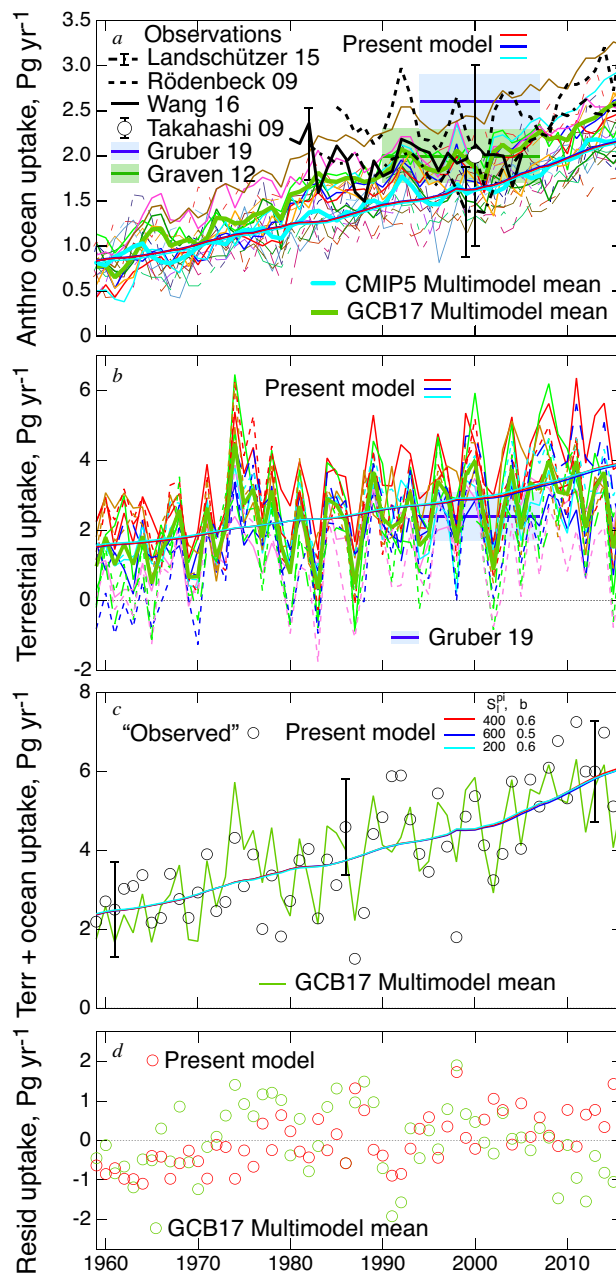 a Observations
Landschützer 15
Rödenbeck 09
Wang 16
Takahashi 09
Gruber 19
Graven 12
Present model
CMIP5 Multimodel mean
GCB17 Multimodel mean
Anthro ocean uptake, Pg yr⁻¹
3.5
3.0
2.5
2.0
1.5
1.0
0.5
0
b
Present model
Gruber 19
Terrestrial uptake, Pg yr⁻¹
6
4
2
0
-2
c
"Observed"
Present model
S_l^pi, b
400 0.6
600 0.5
200 0.6
GCB17 Multimodel mean
Terr + ocean uptake, Pg yr⁻¹
8
6
4
2
0
d
Present model
GCB17 Multimodel mean
Resid uptake, Pg yr⁻¹
2
1
0
-1
-2
1960 1970 1980 1990 2000 2010